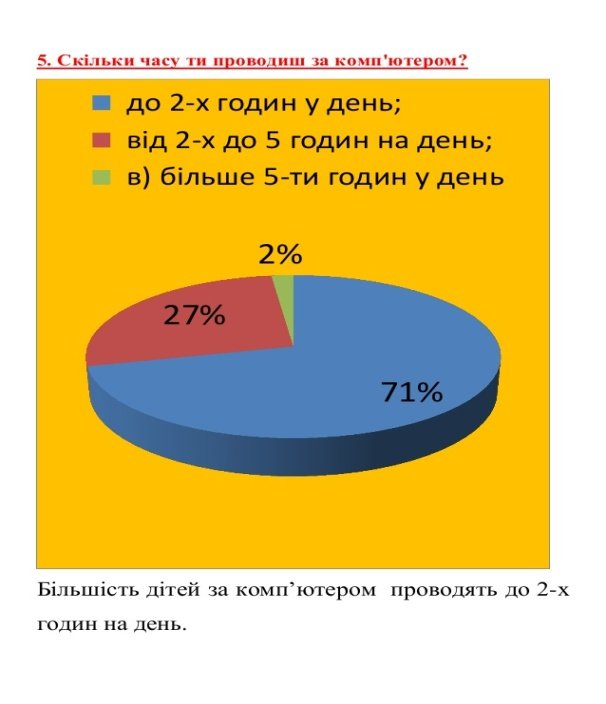 5. Скільки часу ти проводиш за комп'ютером?
до 2-х годин у день;
від 2-х до 5 годин на день;
в) більше 5-ти годин у день
2%
27%
71%
Більшість дітей за комп’ютером проводять до 2-х
годин на день.